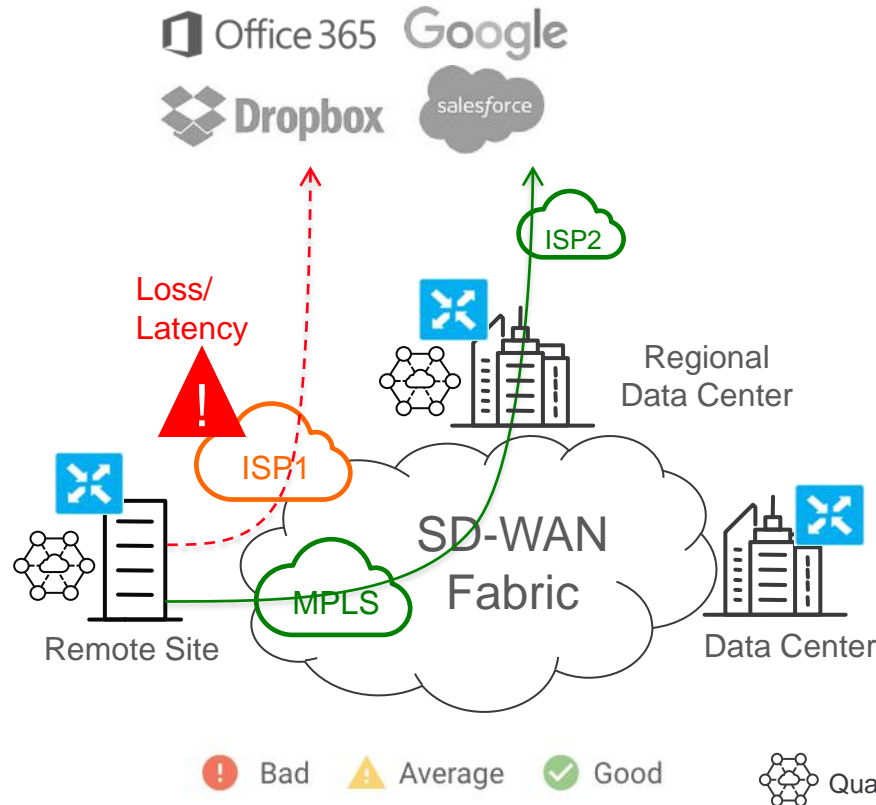 Office 365 Google
Dropbox salesforce
ISP2
Loss/
Latency
!
Regional
Data Center
ISP1
SD-WAN
Fabric
MPLS
Remote Site
Data Center
! Bad ! Average Good
Qua